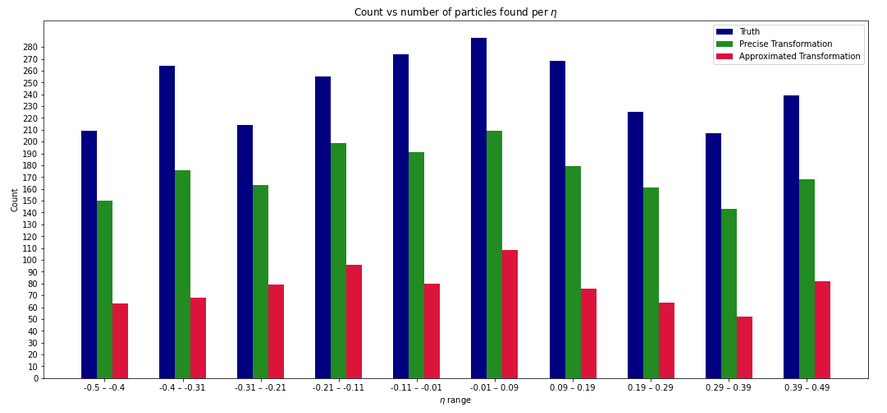 Count vs number of particles found per η
Truth
Precise Transformation
Approximated Transformation
Count
280
270
260
250
240
230
220
210
200
190
180
170
160
150
140
130
120
110
100
90
80
70
60
50
40
30
20
10
0
-0.5 – -0.4
-0.4 – -0.31
-0.31 – -0.21
-0.21 – -0.11
-0.11 – -0.01
-0.01 – 0.09
0.09 – 0.19
0.19 – 0.29
0.29 – 0.39
0.39 – 0.49
η range